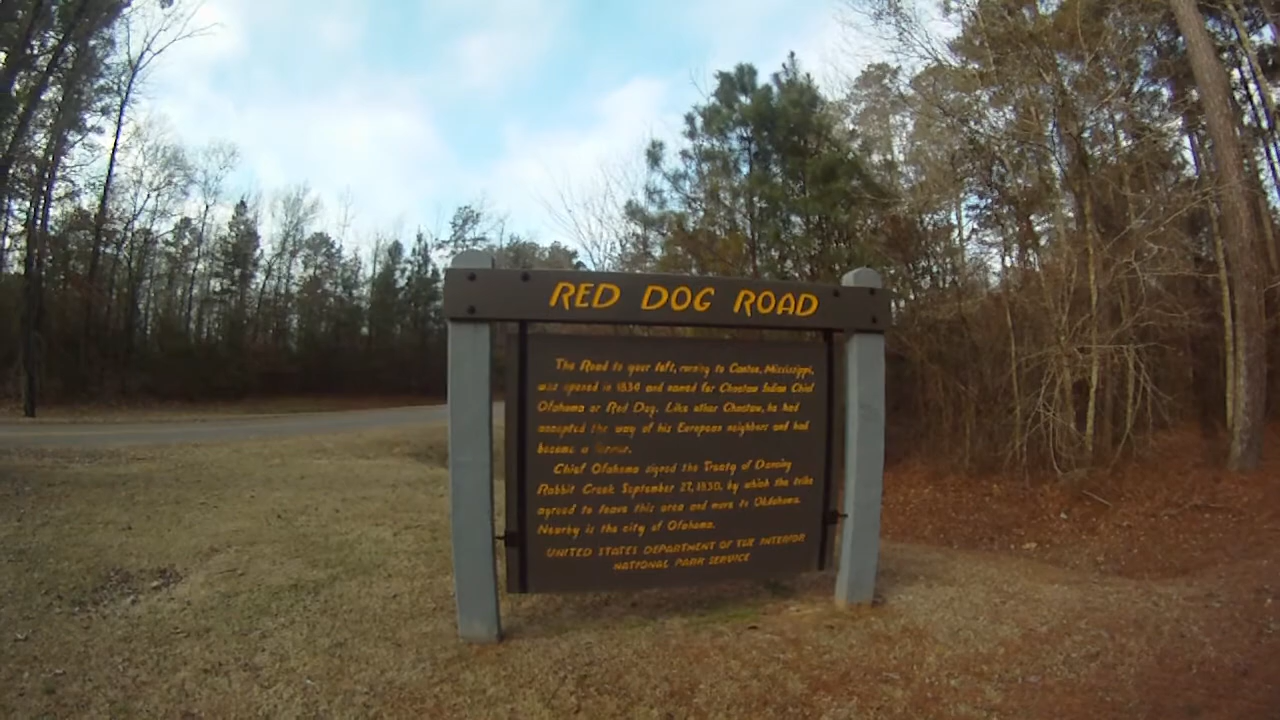 RED DOG ROAD
The Road to your left, running to Canton, Mississippi,
was opened in 1834 and named for Choctaw Indian Chief
Ofahoma or Red Dog. Like other Choctaw, he had
accepted the way of his European neighbors and had
became a farmer.
Chief Ofahoma signed the Treaty of Dancing
Rabbit Creek September 27, 1830, by which the tribe
agreed to leave this area and move to Oklahoma.
Nearby is the city of Ofahoma.
UNITED STATES DEPARTMENT OF THE INTERIOR
NATIONAL PARK SERVICE